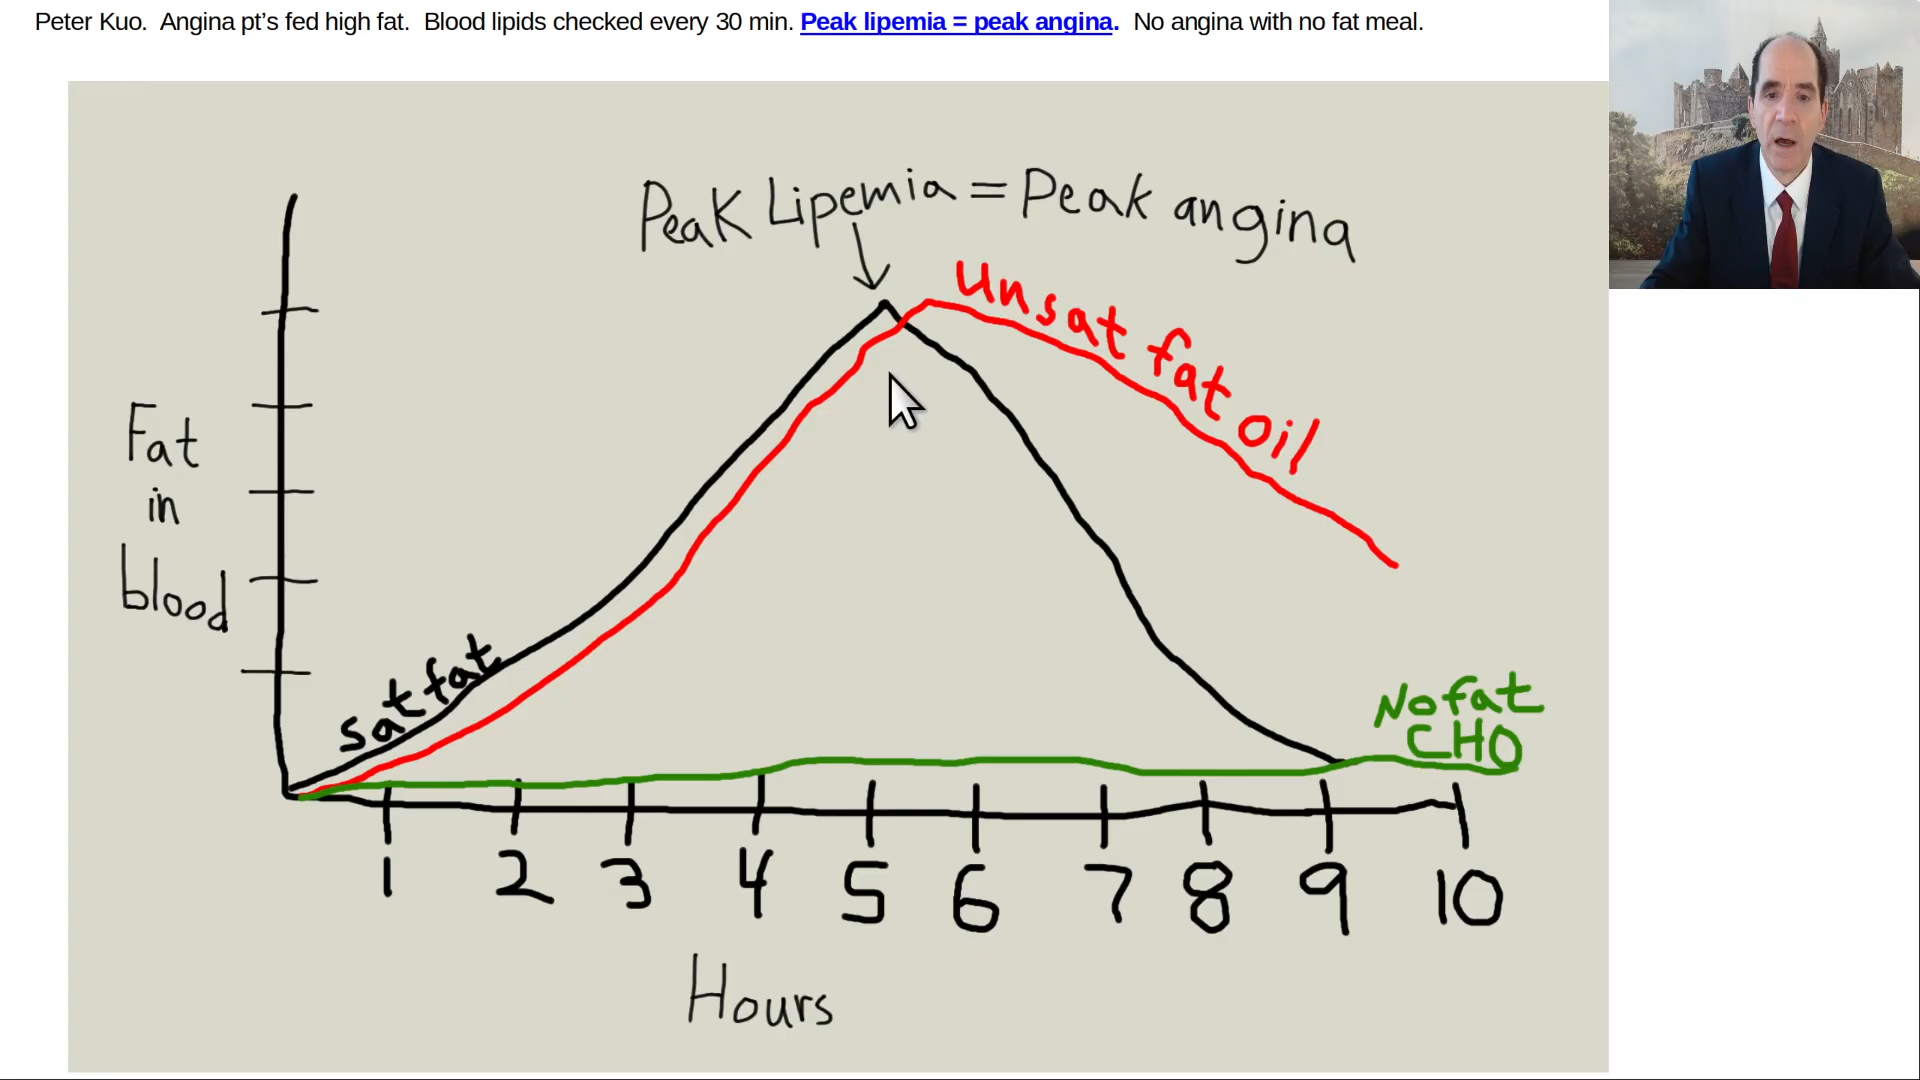 Peter Kuo.  Angina pt’s fed high fat.  Blood lipids checked every 30 min. Peak lipemia = peak angina.  No angina with no fat meal.
Peak Lipemia = Peak angina
unsat fat oil
Fat
in
blood
sat fat
No fat
CHO
1 2 3 4 5 6 7 8 9 10
Hours